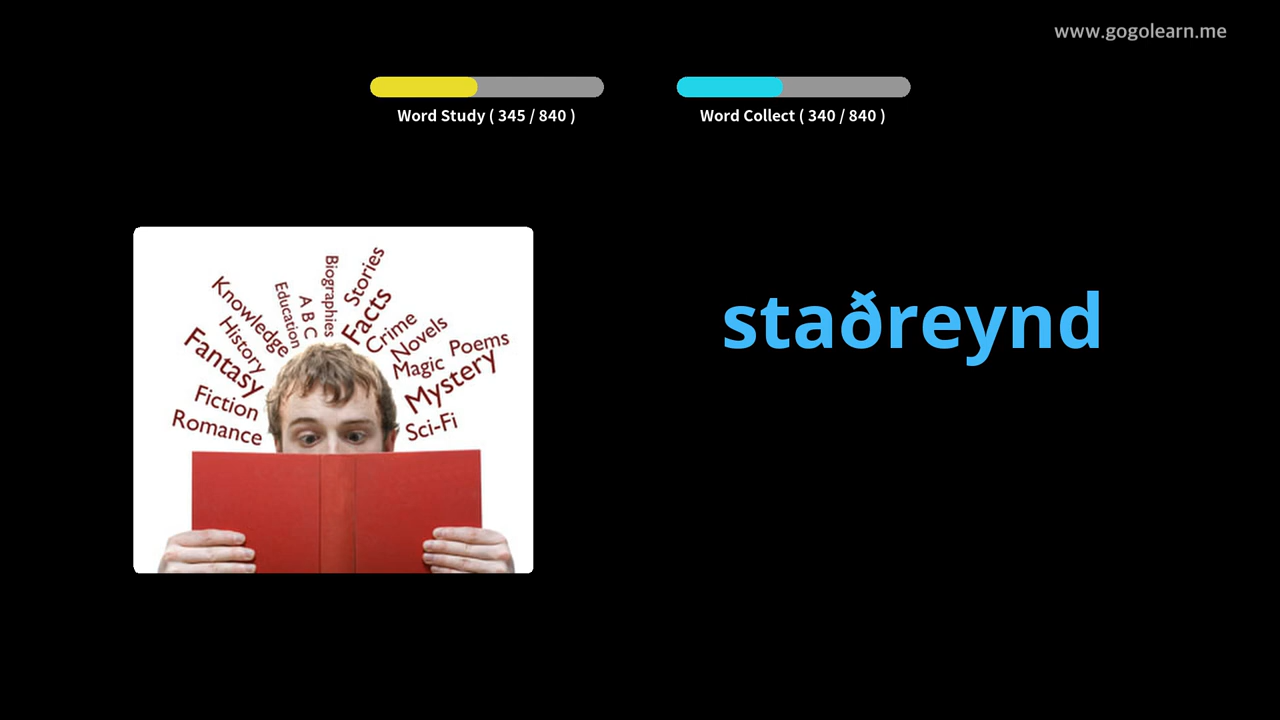 www.gogolearn.me
Word Study ( 345 / 840 )
Word Collect ( 340 / 840 )
Knowledge
Education
A B C
Biographies
Stories
Facts
Crime
Novels
Poems
History
Fantasy
Magic
Mystery
Fiction
Romance
Sci-Fi
staðreynd